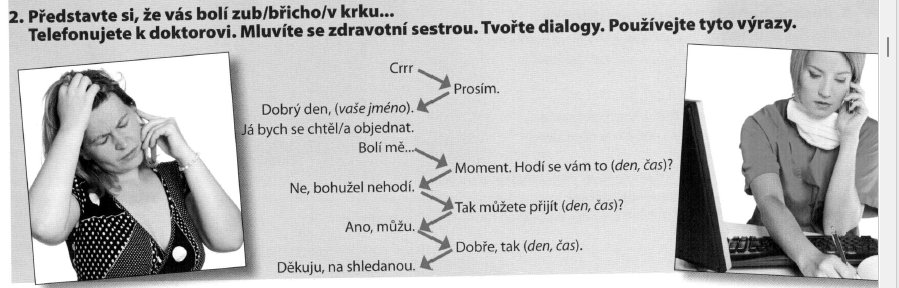 2. Představte si, že vás bolí zub/břicho/v krku...
Telefonujete k doktorovi. Mluvíte se zdravotní sestrou. Tvořte dialogy. Používejte tyto výrazy.
Crrr
Prosím.
Dobrý den, (vaše jméno).
Já bych se chtěl/a objednat.
Bolí mě...
Moment. Hodí se vám to (den, čas)?
Ne, bohužel nehodí.
Tak můžete přijít (den, čas)?
Ano, můžu.
Dobře, tak (den, čas).
Děkuju, na shledanou.